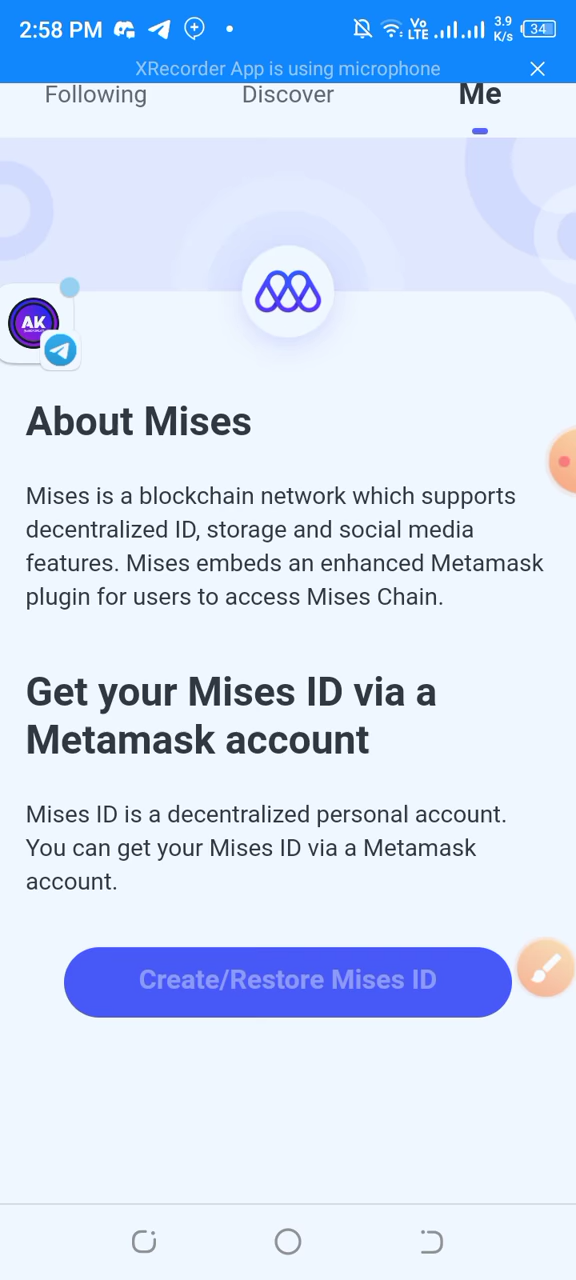 2:58 PM
Vo LTE
3.9 K/s
34
XRecorder App is using microphone
Following
Discover
Me
AK
About Mises
Mises is a blockchain network which supports
decentralized ID, storage and social media
features. Mises embeds an enhanced Metamask
plugin for users to access Mises Chain.
Get your Mises ID via a
Metamask account
Mises ID is a decentralized personal account.
You can get your Mises ID via a Metamask
account.
Create/Restore Mises ID